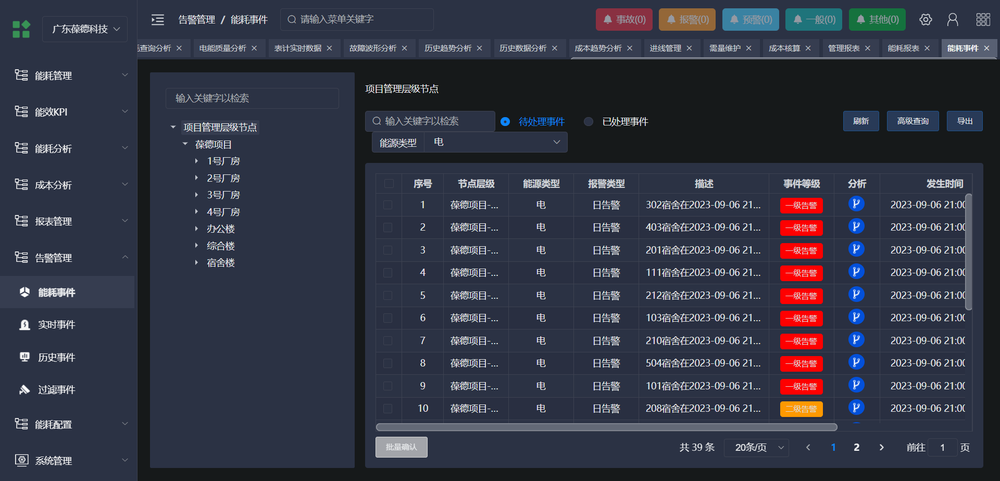 广东葆德科技
告警管理 / 能耗事件
请输入菜单关键字
事故(0)
报警(0)
预警(0)
一般(0)
其他(0)
查询分析
电能质量分析
表计实时数据
故障波形分析
历史趋势分析
历史数据分析
成本趋势分析
进线管理
需量维护
成本核算
管理报表
能耗报表
能耗事件
能耗管理
能效KPI
能耗分析
成本分析
报表管理
告警管理
能耗事件
实时事件
历史事件
过滤事件
能耗配置
系统管理
输入关键字以检索
项目管理层级节点
葆德项目
1号厂房
2号厂房
3号厂房
4号厂房
办公楼
综合楼
宿舍楼
项目管理层级节点
输入关键字以检索
待处理事件
已处理事件
刷新
高级查询
导出
能源类型 电
序号 节点层级 能源类型 报警类型 描述 事件等级 分析 发生时间
1 葆德项目-... 电 日告警 302宿舍在2023-09-06 21... 一级告警 2023-09-06 21:00
2 葆德项目-... 电 日告警 403宿舍在2023-09-06 21... 一级告警 2023-09-06 21:00
3 葆德项目-... 电 日告警 201宿舍在2023-09-06 21... 一级告警 2023-09-06 21:00
4 葆德项目-... 电 日告警 111宿舍在2023-09-06 21... 一级告警 2023-09-06 21:00
5 葆德项目-... 电 日告警 212宿舍在2023-09-06 21... 一级告警 2023-09-06 21:00
6 葆德项目-... 电 日告警 103宿舍在2023-09-06 21... 一级告警 2023-09-06 21:00
7 葆德项目-... 电 日告警 210宿舍在2023-09-06 21... 一级告警 2023-09-06 21:00
8 葆德项目-... 电 日告警 504宿舍在2023-09-06 21... 一级告警 2023-09-06 21:00
9 葆德项目-... 电 日告警 101宿舍在2023-09-06 21... 一级告警 2023-09-06 21:00
10 葆德项目-... 电 日告警 208宿舍在2023-09-06 21... 二级告警 2023-09-06 21:00
批量确认
共 39 条
20条/页
1 2
前往 1 页